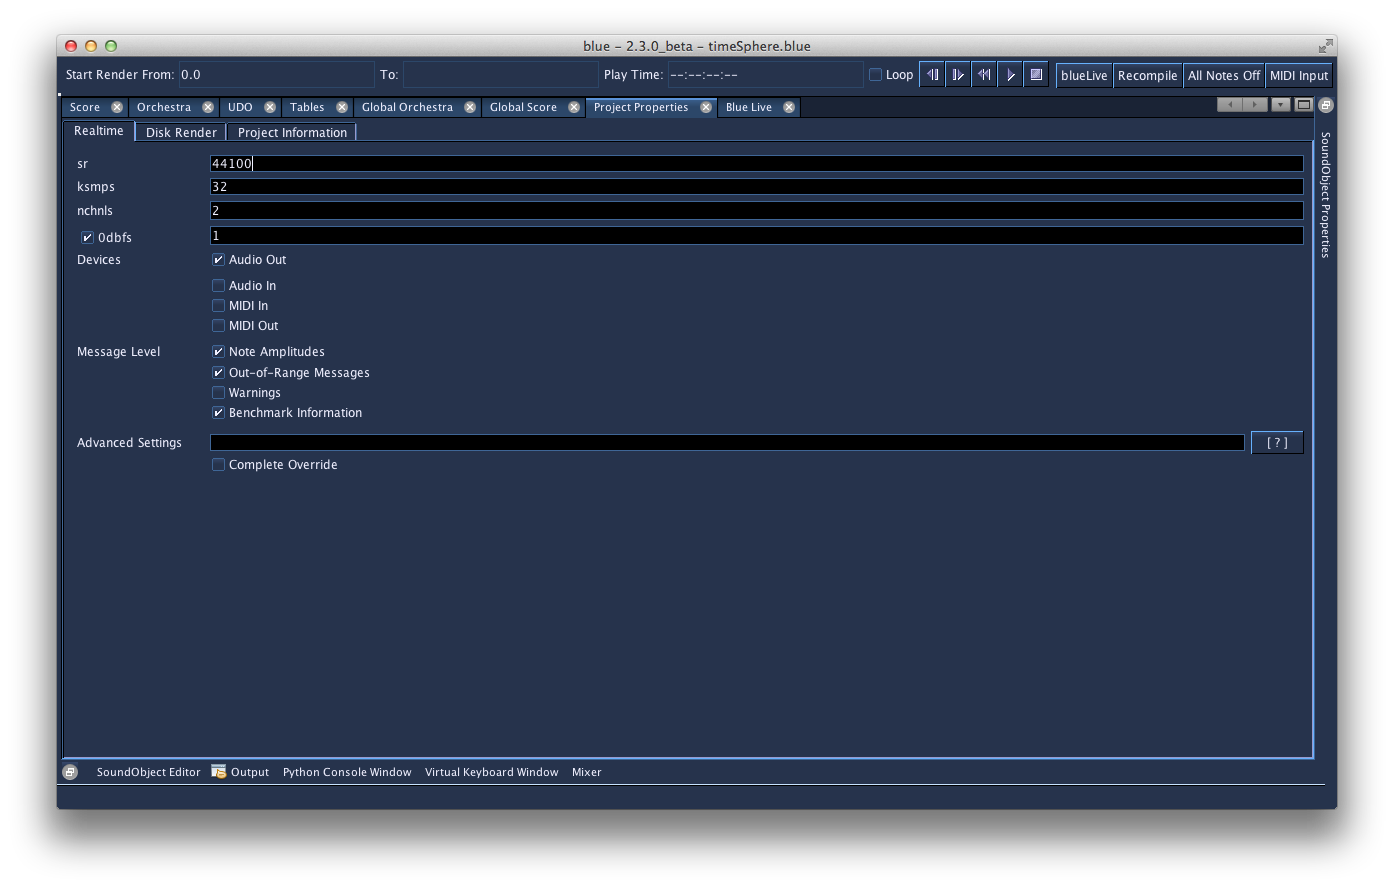 blue – 2.3.0_beta – timeSphere.blue
Start Render From: 0.0 To: Play Time: --:--:--:-- Loop blueLive Recompile All Notes Off MIDI Input
Score Orchestra UDO Tables Global Orchestra Global Score Project Properties Blue Live
Realtime Disk Render Project Information
SoundObject Properties
sr 44100
ksmps 32
nchnls 2
0dbfs 1
Devices Audio Out
Audio In
MIDI In
MIDI Out
Message Level Note Amplitudes
Out-of-Range Messages
Warnings
Benchmark Information
Advanced Settings [ ? ]
Complete Override
SoundObject Editor Output Python Console Window Virtual Keyboard Window Mixer